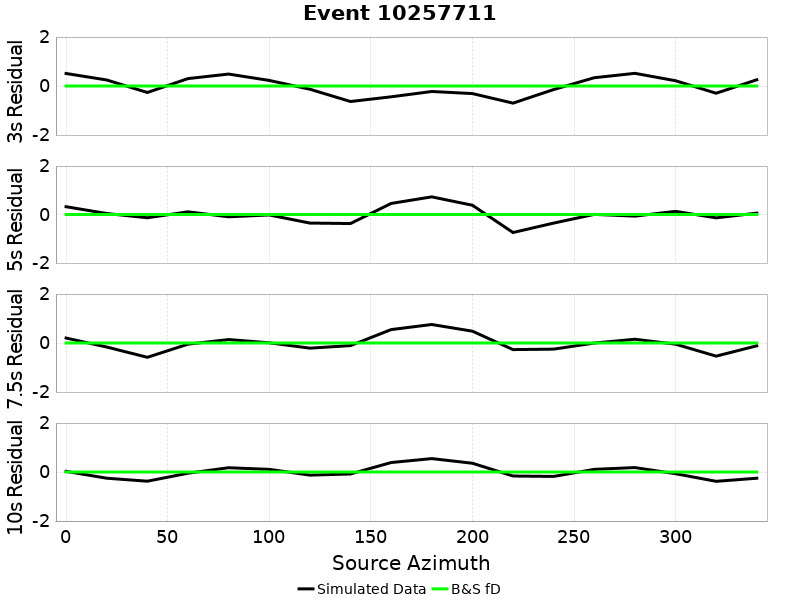 Event 10257711
3s Residual
2
0
-2
5s Residual
2
0
-2
7.5s Residual
2
0
-2
10s Residual
2
0
-2
0 50 100 150 200 250 300
Source Azimuth
Simulated Data B&S fD